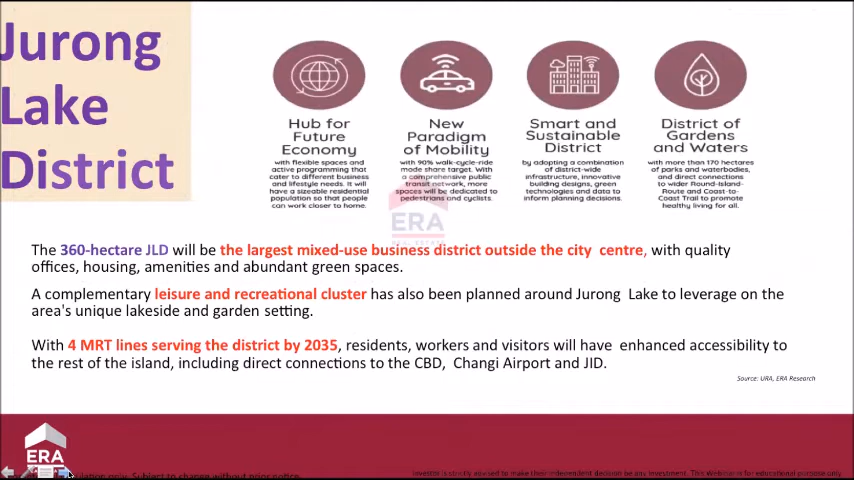 Jurong
Lake
District
Hub for
Future
Economy
with flexible spaces and
active programming that
cater to different business
and lifestyle needs. It will
have a sizeable residential
population so that people
can work closer to home.
New
Paradigm
of Mobility
with 90% walk-cycle-ride
mode share target. With
a comprehensive public
transit network, more
spaces will be dedicated to
pedestrians and cyclists.
Smart and
Sustainable
District
by adopting a combination
of district-wide
infrastructure, innovative
building designs, green
technologies and data to
inform planning decisions.
District of
Gardens
and Waters
with more than 170 hectares
of parks and waterbodies,
and direct connections
to wider Round-Island-
Route and Coast-to-
Coast Trail to promote
healthy living for all.
ERA
REAL ESTATE
The 360-hectare JLD will be the largest mixed-use business district outside the city centre, with quality
offices, housing, amenities and abundant green spaces.
A complementary leisure and recreational cluster has also been planned around Jurong Lake to leverage on the
area's unique lakeside and garden setting.
With 4 MRT lines serving the district by 2035, residents, workers and visitors will have enhanced accessibility to
the rest of the island, including direct connections to the CBD, Changi Airport and JID.
Source: URA, ERA Research
ERA
only. Subject to change without prior notice.
Investor is strictly advised to make their independent decision be any investment. This Webinar is for educational purpose only